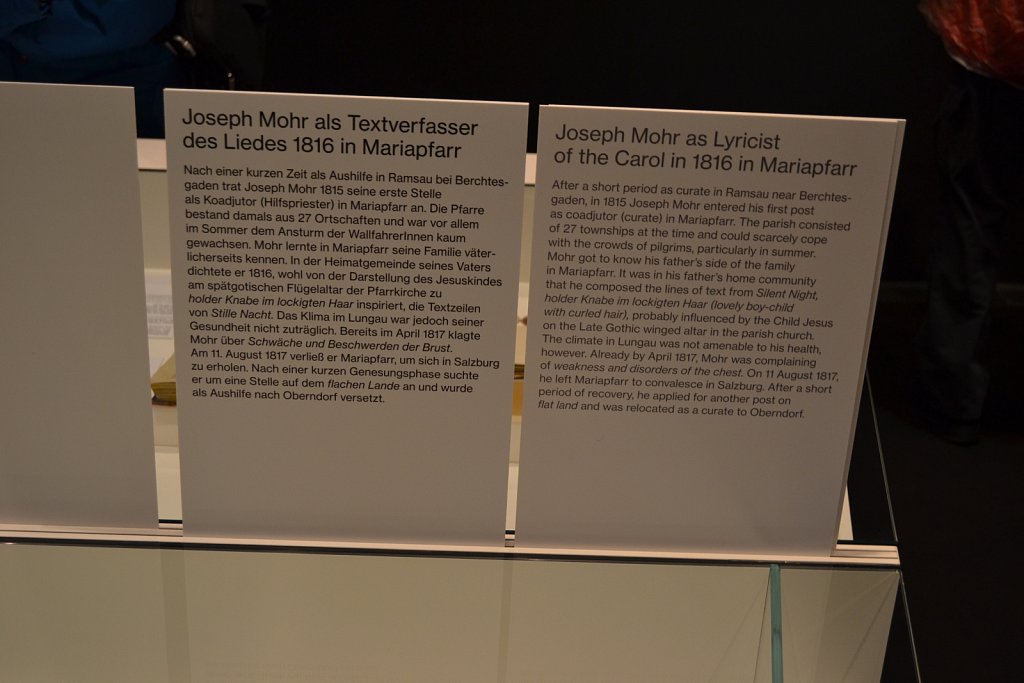 Joseph Mohr als Textverfasser
des Liedes 1816 in Mariapfarr
Nach einer kurzen Zeit als Aushilfe in Ramsau bei Berchtes-
gaden trat Joseph Mohr 1815 seine erste Stelle
als Koadjutor (Hilfspriester) in Mariapfarr an. Die Pfarre
bestand damals aus 27 Ortschaften und war vor allem
im Sommer dem Ansturm der WallfahrerInnen kaum
gewachsen. Mohr lernte in Mariapfarr seine Familie väter-
licherseits kennen. In der Heimatgemeinde seines Vaters
dichtete er 1816, wohl von der Darstellung des Jesuskindes
am spätgotischen Flügelaltar der Pfarrkirche zu
holder Knabe im lockigten Haar inspiriert, die Textzeilen
von Stille Nacht. Das Klima im Lungau war jedoch seiner
Gesundheit nicht zuträglich. Bereits im April 1817 klagte
Mohr über Schwäche und Beschwerden der Brust.
Am 11. August 1817 verließ er Mariapfarr, um sich in Salzburg
zu erholen. Nach einer kurzen Genesungsphase suchte
er um eine Stelle auf dem flachen Lande an und wurde
als Aushilfe nach Oberndorf versetzt.
Joseph Mohr as Lyricist
of the Carol in 1816 in Mariapfarr
After a short period as curate in Ramsau near Berchtes-
gaden, in 1815 Joseph Mohr entered his first post
as coadjutor (curate) in Mariapfarr. The parish consisted
of 27 townships at the time and could scarcely cope
with the crowds of pilgrims, particularly in summer.
Mohr got to know his father's side of the family
in Mariapfarr. It was in his father's home community
that he composed the lines of text from Silent Night,
holder Knabe im lockigten Haar (lovely boy-child
with curled hair), probably influenced by the Child Jesus
on the Late Gothic winged altar in the parish church.
The climate in Lungau was not amenable to his health,
however. Already by April 1817, Mohr was complaining
of weakness and disorders of the chest. On 11 August 1817,
he left Mariapfarr to convalesce in Salzburg. After a short
period of recovery, he applied for another post on
flat land and was relocated as a curate to Oberndorf.